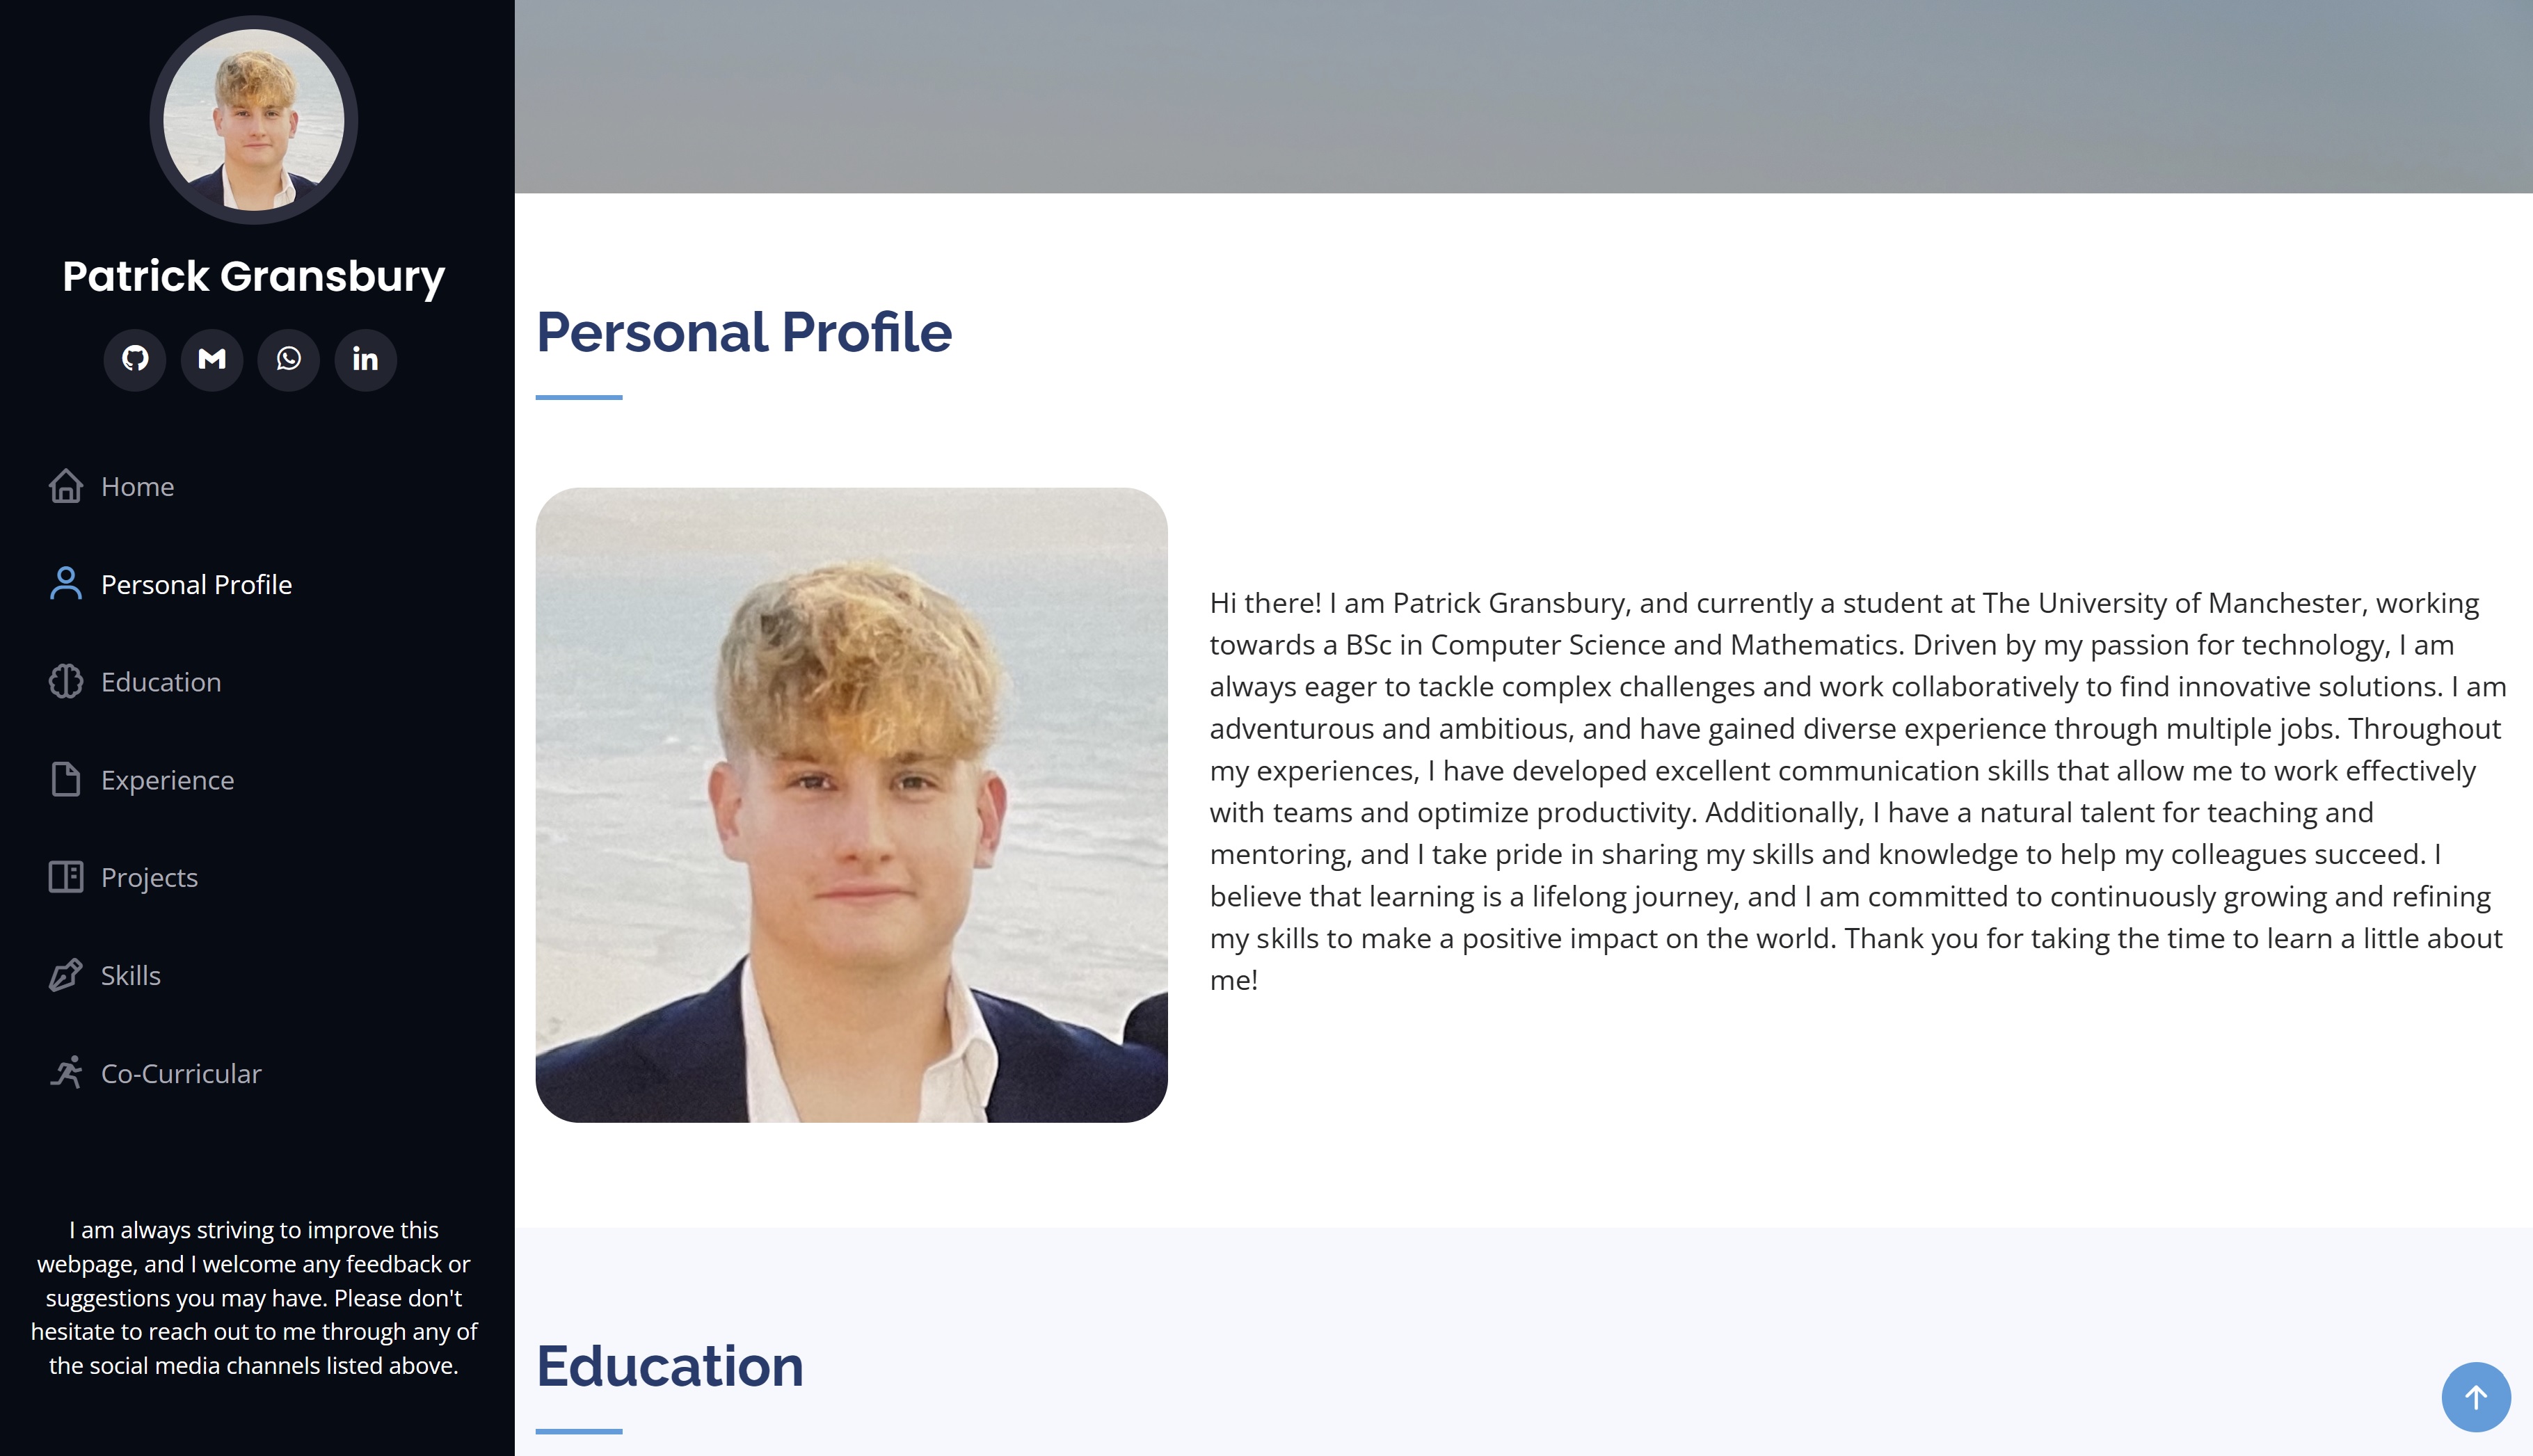 Patrick Gransbury
in
Home
Personal Profile
Education
Experience
Projects
Skills
Co-Curricular
I am always striving to improve this
webpage, and I welcome any feedback or
suggestions you may have. Please don't
hesitate to reach out to me through any of
the social media channels listed above.
Personal Profile
Hi there! I am Patrick Gransbury, and currently a student at The University of Manchester, working
towards a BSc in Computer Science and Mathematics. Driven by my passion for technology, I am
always eager to tackle complex challenges and work collaboratively to find innovative solutions. I am
adventurous and ambitious, and have gained diverse experience through multiple jobs. Throughout
my experiences, I have developed excellent communication skills that allow me to work effectively
with teams and optimize productivity. Additionally, I have a natural talent for teaching and
mentoring, and I take pride in sharing my skills and knowledge to help my colleagues succeed. I
believe that learning is a lifelong journey, and I am committed to continuously growing and refining
my skills to make a positive impact on the world. Thank you for taking the time to learn a little about
me!
Education